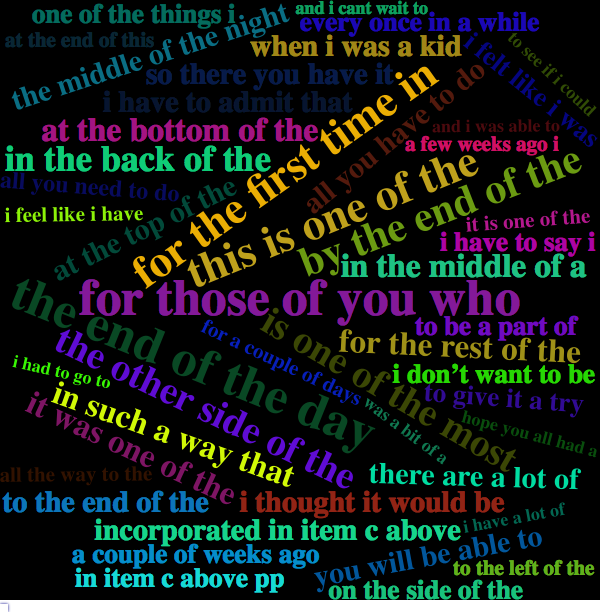 one of the things i
and i cant wait to
every once in a while
at the end of this
the middle of the night
when i was a kid
i felt like i was
to see if i could
so there you have it
i have to admit that
at the bottom of the
for the first time in
all you have to do
and i was able to
a few weeks ago i
in the back of the
this is one of the
by the end of the
all you need to do
at the top of the
i feel like i have
it is one of the
i have to say i
in the middle of a
for those of you who
the end of the day
is one of the most
for a couple of days
to be a part of
for the rest of the
the other side of the
i had to go to
i don't want to be
in such a way that
to give it a try
it was one of the
was a bit of a
hope you all had a
all the way to the
there are a lot of
to the end of the
i thought it would be
i have a lot of
incorporated in item c above
a couple of weeks ago
you will be able to
to the left of the
in item c above pp
on the side of the